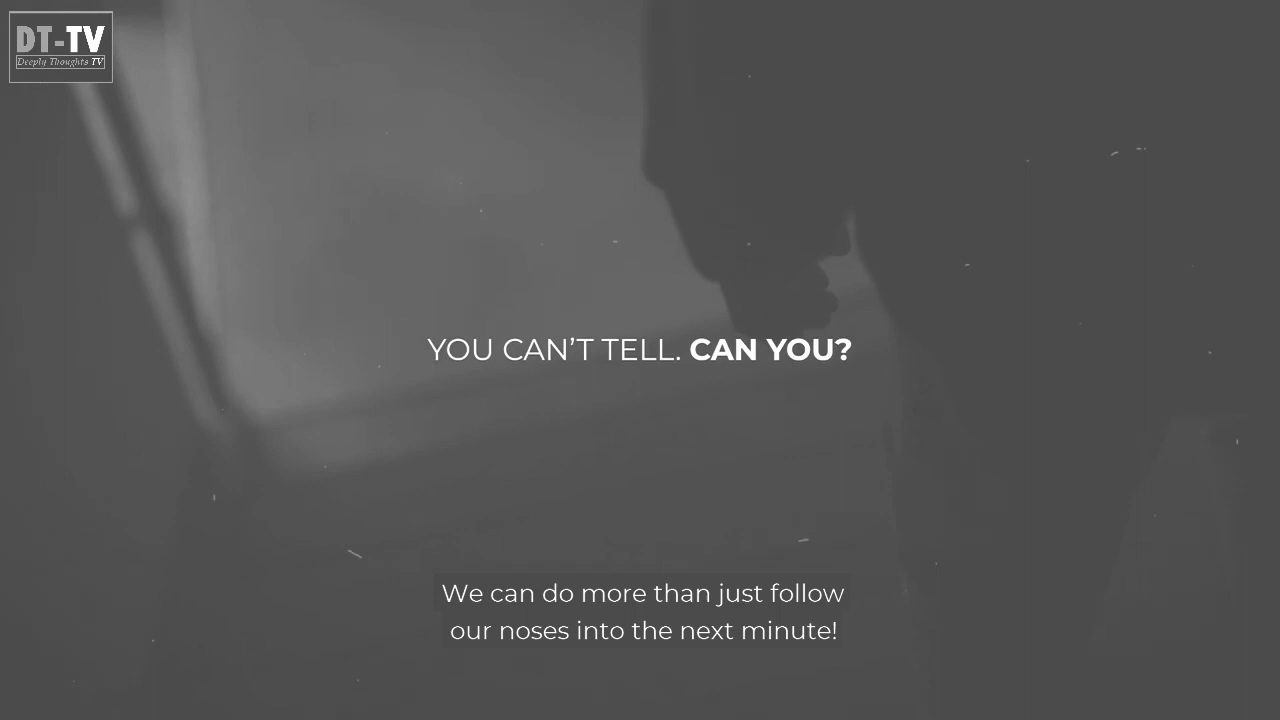 DT-TV
Deeply Thoughts TV
YOU CAN’T TELL. CAN YOU?
We can do more than just follow
our noses into the next minute!